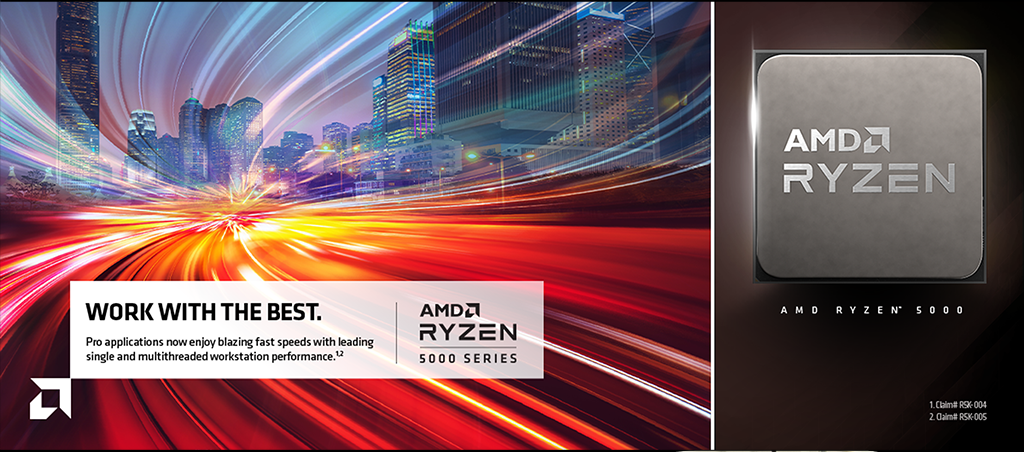 WORK WITH THE BEST.
Pro applications now enjoy blazing fast speeds with leading
single and multithreaded workstation performance.1,2
AMD
RYZEN
5000 SERIES
AMD
RYZEN
AMD RYZEN™ 5000
1. Claim# RSK-004
2. Claim# RSK-005